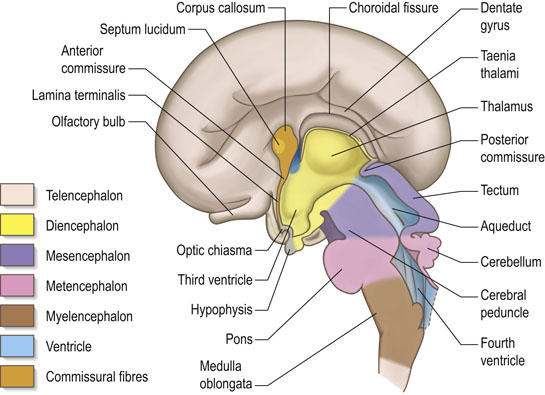 Corpus callosum
Choroidal fissure
Dentate
gyrus
Septum lucidum
Anterior
commissure
Taenia
thalami
Lamina terminalis
Thalamus
Olfactory bulb
Posterior
commissure
Telencephalon
Tectum
Diencephalon
Aqueduct
Mesencephalon
Optic chiasma
Cerebellum
Metencephalon
Third ventricle
Cerebral
peduncle
Myelencephalon
Hypophysis
Ventricle
Pons
Fourth
ventricle
Commissural fibres
Medulla
oblongata